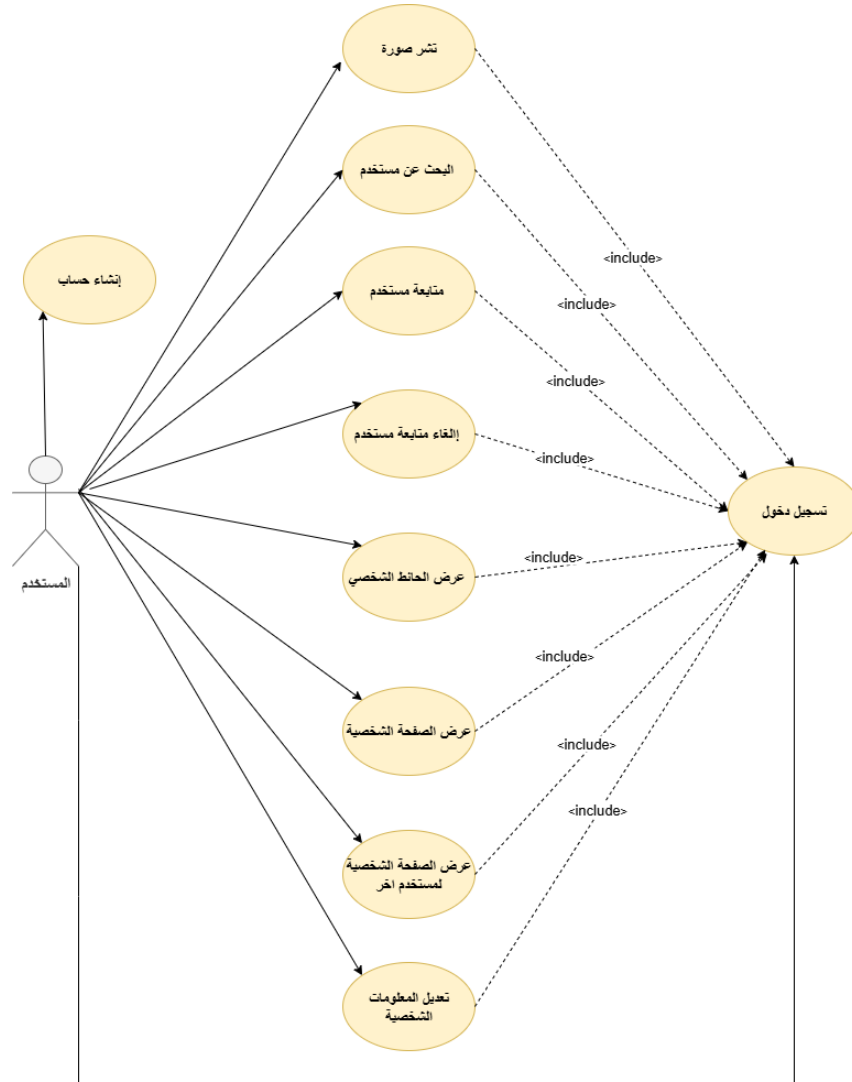 نشر صورة
البحث عن مستخدم
<include>
إنشاء حساب
متابعة مستخدم
<include>
<include>
إالغاء متابعة مستخدم
<include>
تسجيل دخول
عرض الحائط الشخصي
<include>
المستخدم
<include>
عرض الصفحة الشخصية
<include>
عرض الصفحة الشخصية
لمستخدم اخر
<include>
تعديل المعلومات
الشخصية